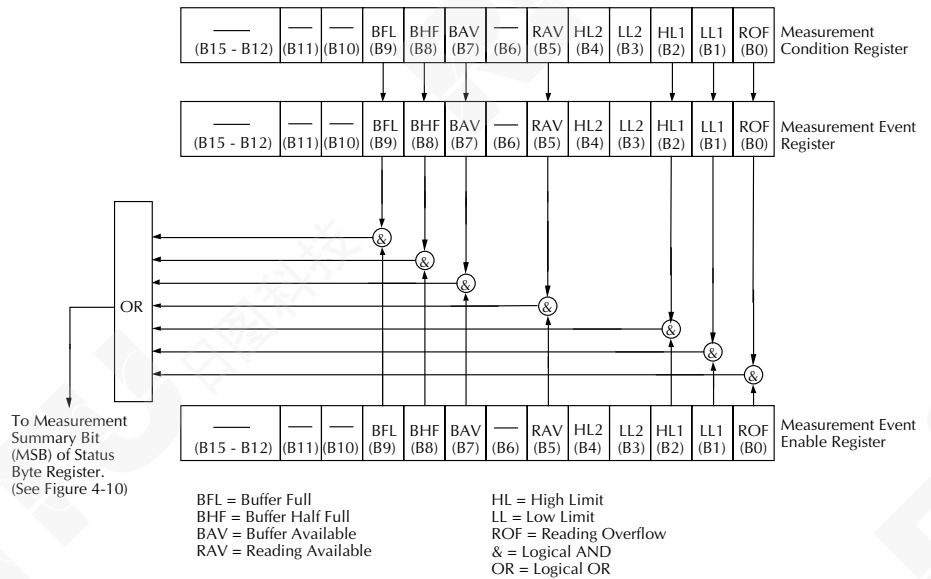 BFL BHF BAV RAV HL2 LL2 HL1 LL1 ROF
(B15 - B12) (B11) (B10) (B9) (B8) (B7) (B6) (B5) (B4) (B3) (B2) (B1) (B0)
Measurement
Condition Register
BFL BHF BAV RAV HL2 LL2 HL1 LL1 ROF
(B15 - B12) (B11) (B10) (B9) (B8) (B7) (B6) (B5) (B4) (B3) (B2) (B1) (B0)
Measurement Event
Register
&
&
&
&
&
&
&
OR
日图科技
To Measurement
Summary Bit
(MSB) of Status
Byte Register.
(See Figure 4-10)
BFL BHF BAV RAV HL2 LL2 HL1 LL1 ROF
(B15 - B12) (B11) (B10) (B9) (B8) (B7) (B6) (B5) (B4) (B3) (B2) (B1) (B0)
Measurement Event
Enable Register
BFL = Buffer Full
BHF = Buffer Half Full
BAV = Buffer Available
RAV = Reading Available
HL = High Limit
LL = Low Limit
ROF = Reading Overflow
& = Logical AND
OR = Logical OR